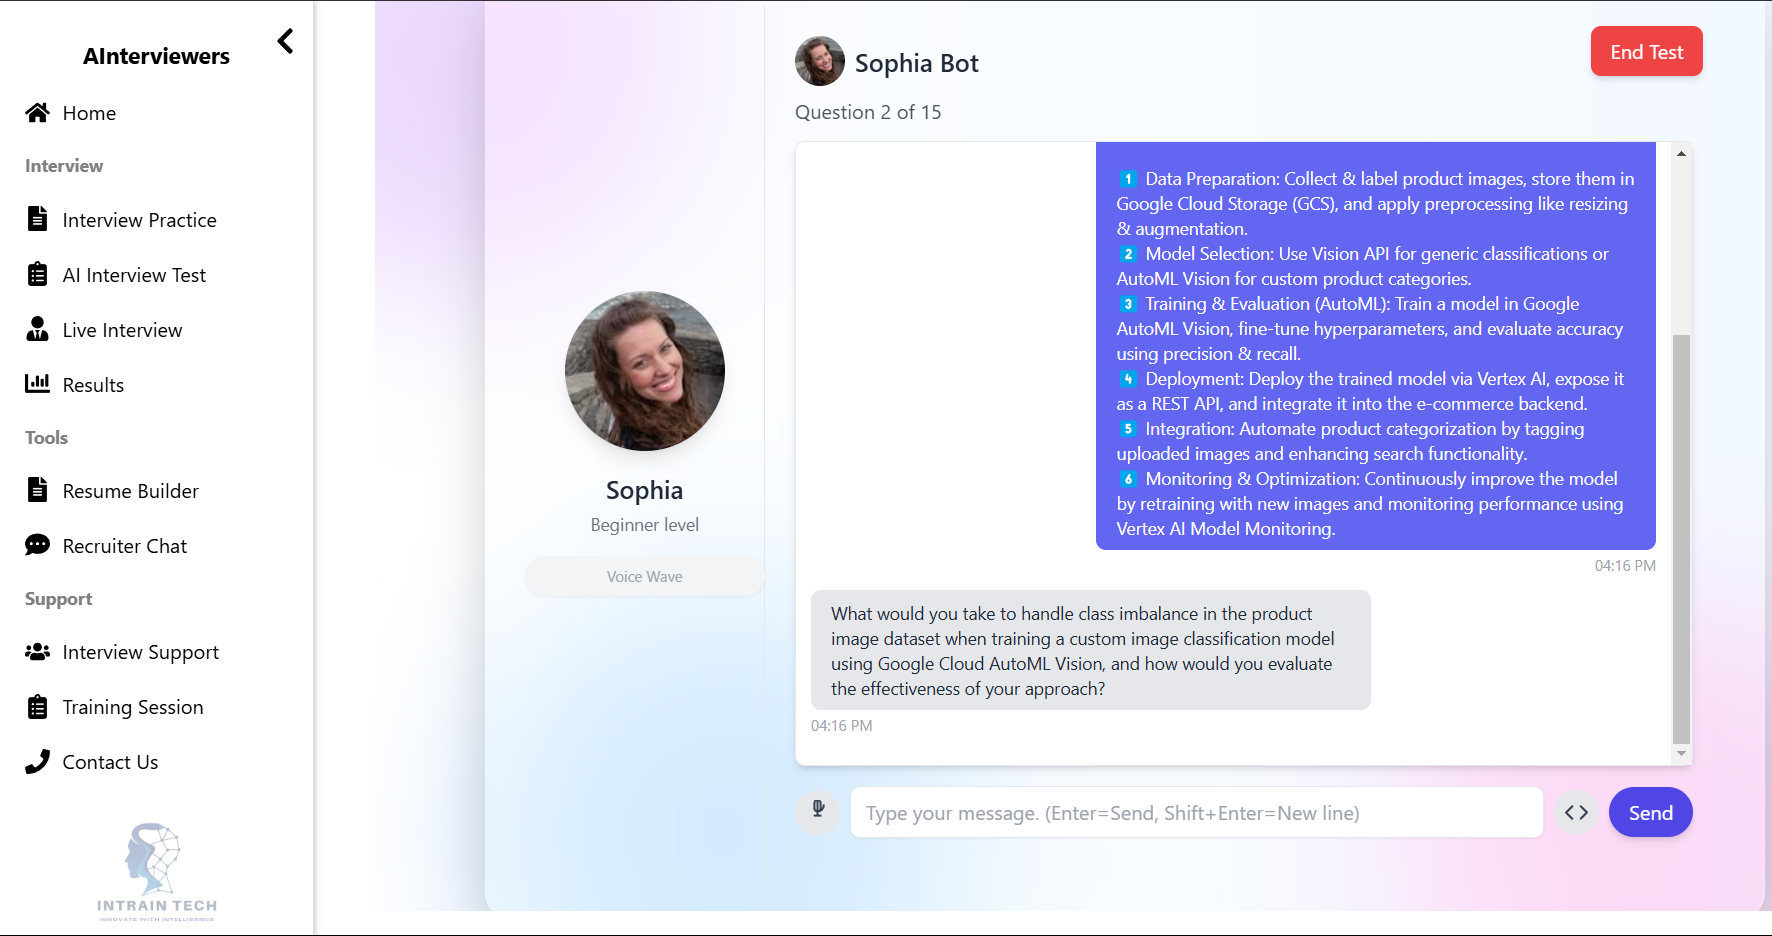 AInterviewers
Home
Interview
Interview Practice
AI Interview Test
Live Interview
Results
Tools
Resume Builder
Recruiter Chat
Support
Interview Support
Training Session
Contact Us
INTRAIN TECH
INNOVATE WITH INTELLIGENCE
Sophia
Beginner level
Voice Wave
Sophia Bot
End Test
Question 2 of 15
1 Data Preparation: Collect & label product images, store them in
Google Cloud Storage (GCS), and apply preprocessing like resizing
& augmentation.
2 Model Selection: Use Vision API for generic classifications or
AutoML Vision for custom product categories.
3 Training & Evaluation (AutoML): Train a model in Google
AutoML Vision, fine-tune hyperparameters, and evaluate accuracy
using precision & recall.
4 Deployment: Deploy the trained model via Vertex AI, expose it
as a REST API, and integrate it into the e-commerce backend.
5 Integration: Automate product categorization by tagging
uploaded images and enhancing search functionality.
6 Monitoring & Optimization: Continuously improve the model
by retraining with new images and monitoring performance using
Vertex AI Model Monitoring.
04:16 PM
What would you take to handle class imbalance in the product
image dataset when training a custom image classification model
using Google Cloud AutoML Vision, and how would you evaluate
the effectiveness of your approach?
04:16 PM
Type your message. (Enter=Send, Shift+Enter=New line)
Send